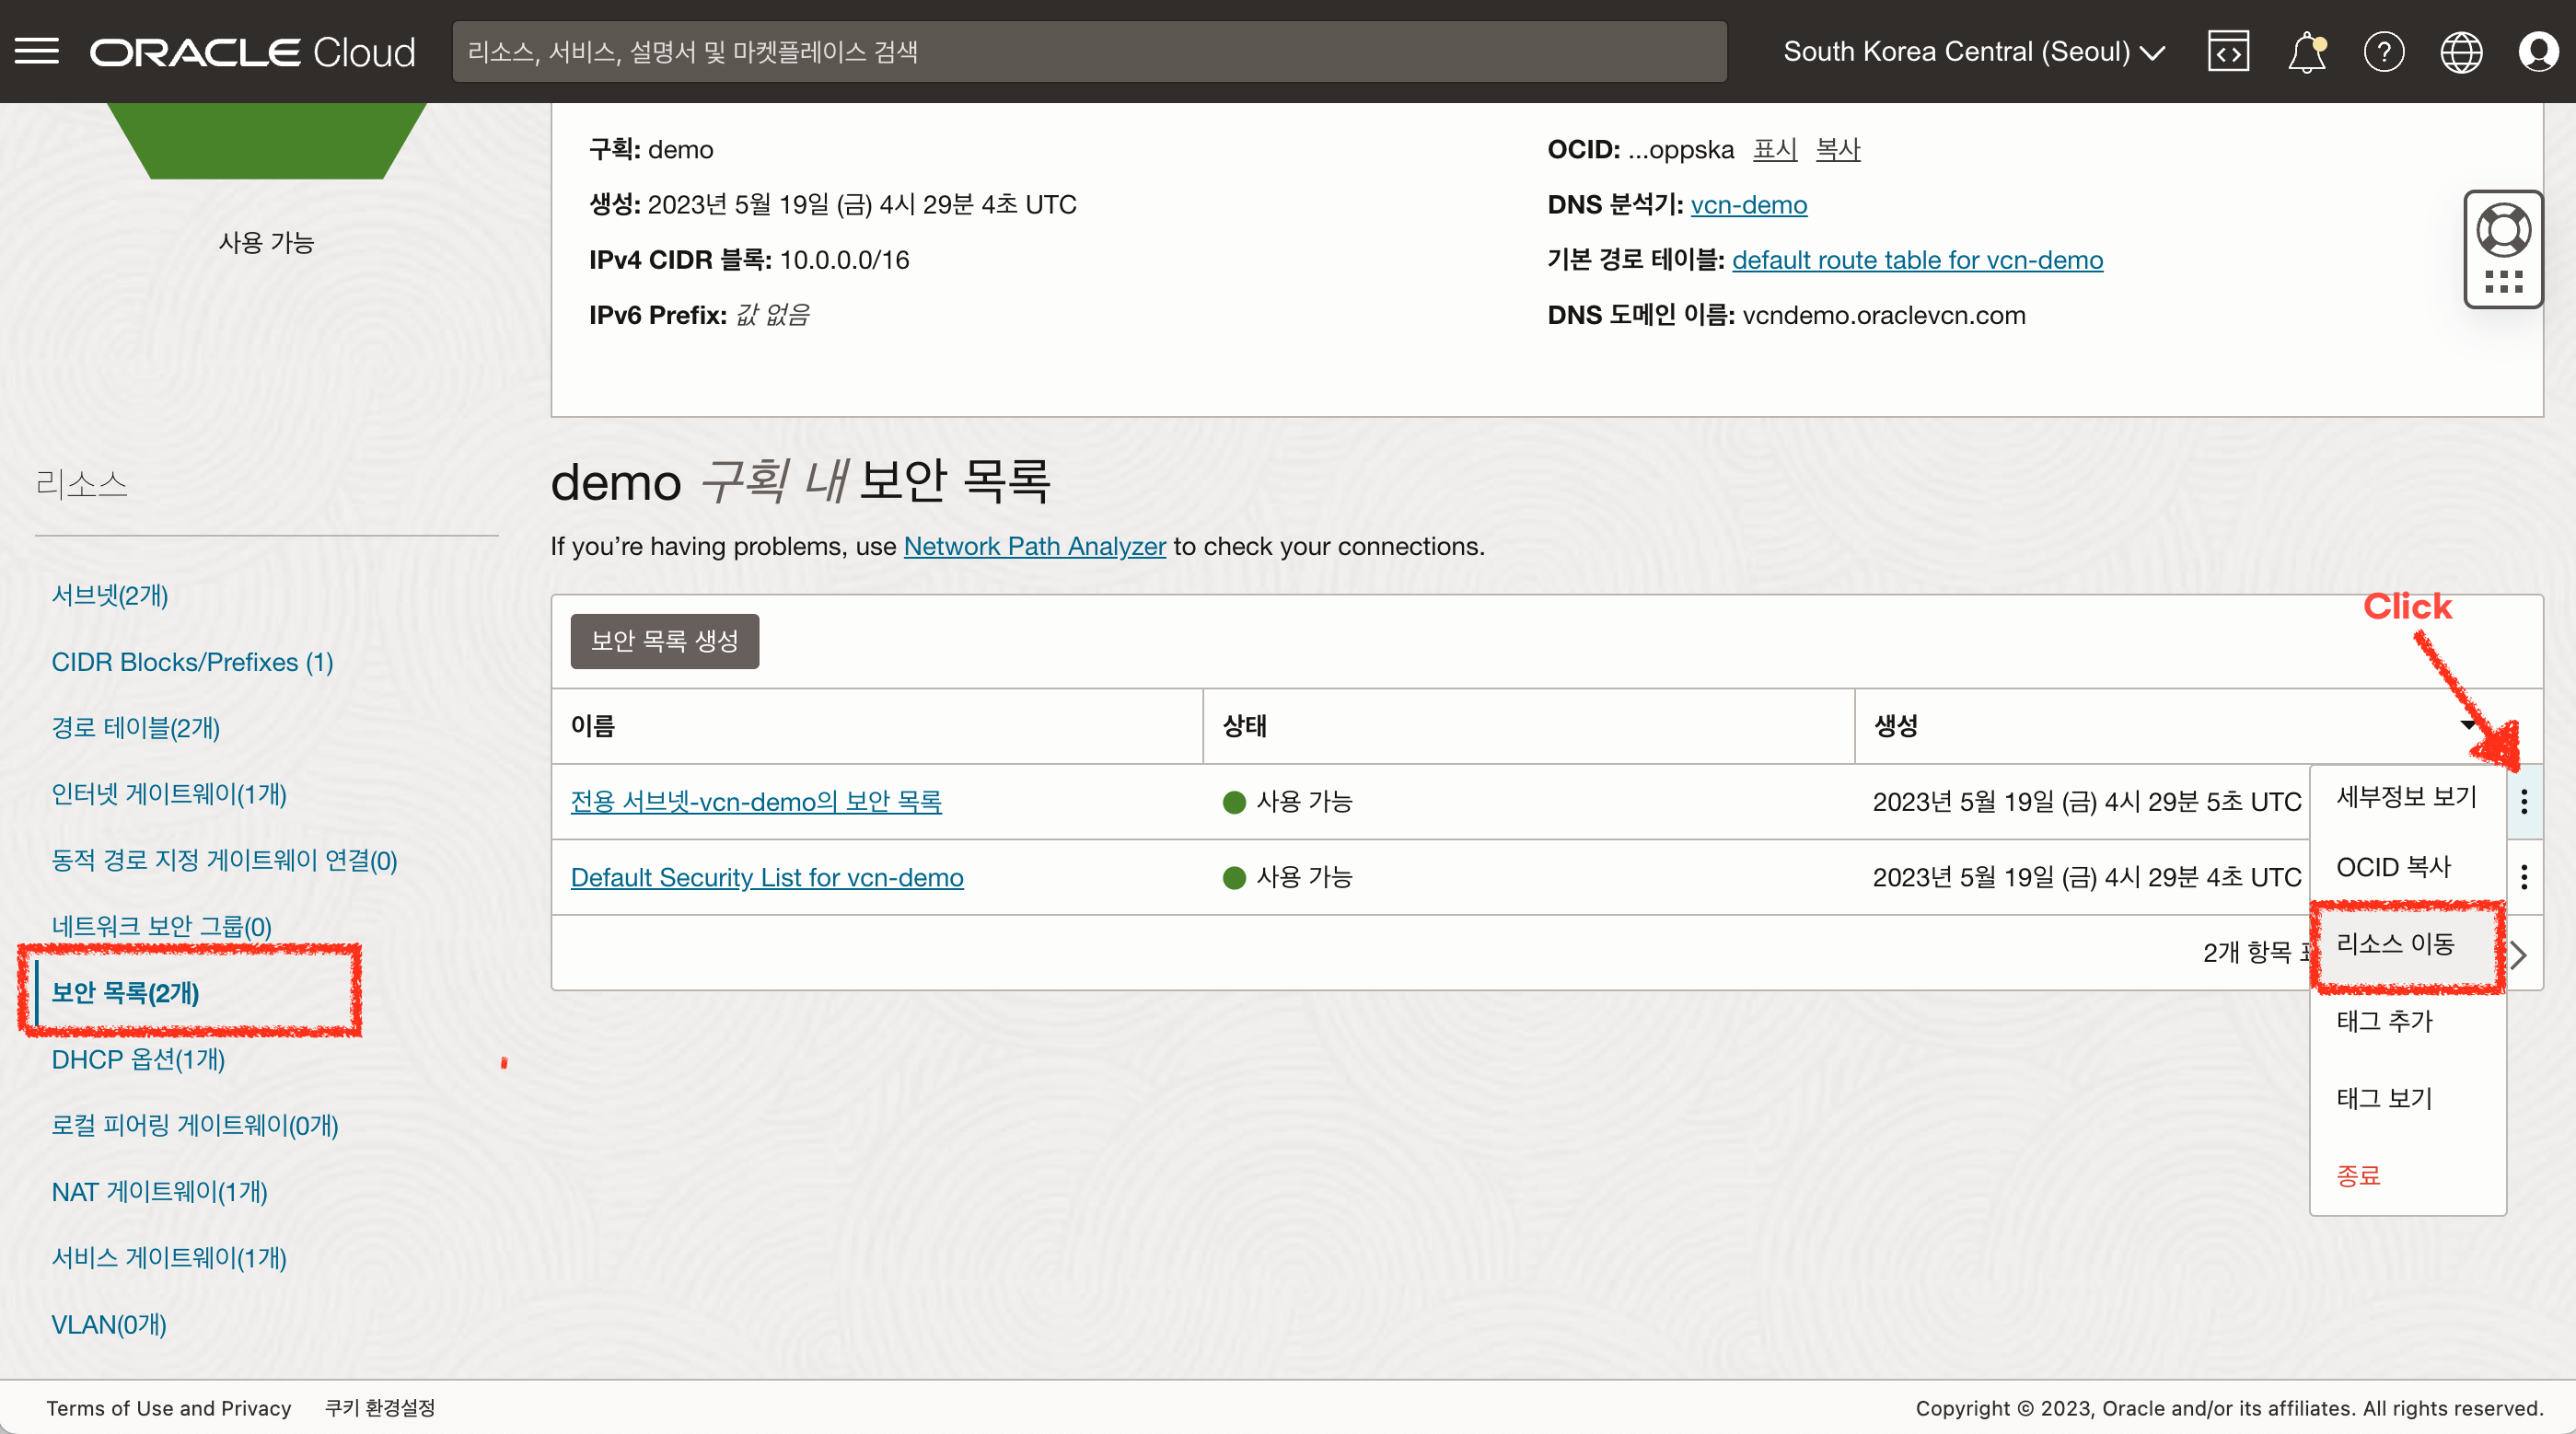 ORACLE Cloud
리소스, 서비스, 설명서 및 마켓플레이스 검색
South Korea Central (Seoul)
사용 가능
구획: demo
생성: 2023년 5월 19일 (금) 4시 29분 4초 UTC
IPv4 CIDR 블록: 10.0.0.0/16
IPv6 Prefix: 값 없음
OCID: ...oppska 표시 복사
DNS 분석기: vcn-demo
기본 경로 테이블: default route table for vcn-demo
DNS 도메인 이름: vcndemo.oraclevcn.com
리소스
서브넷(2개)
CIDR Blocks/Prefixes (1)
경로 테이블(2개)
인터넷 게이트웨이(1개)
동적 경로 지정 게이트웨이 연결(0)
네트워크 보안 그룹(0)
보안 목록(2개)
DHCP 옵션(1개)
로컬 피어링 게이트웨이(0개)
NAT 게이트웨이(1개)
서비스 게이트웨이(1개)
VLAN(0개)
demo 구획 내 보안 목록
If you’re having problems, use Network Path Analyzer to check your connections.
Click
보안 목록 생성
이름 상태 생성
전용 서브넷-vcn-demo의 보안 목록 사용 가능 2023년 5월 19일 (금) 4시 29분 5초 UTC
Default Security List for vcn-demo 사용 가능 2023년 5월 19일 (금) 4시 29분 4초 UTC
2개 항목
세부정보 보기
OCID 복사
리소스 이동
태그 추가
태그 보기
종료
Terms of Use and Privacy 쿠키 환경설정
Copyright © 2023, Oracle and/or its affiliates. All rights reserved.